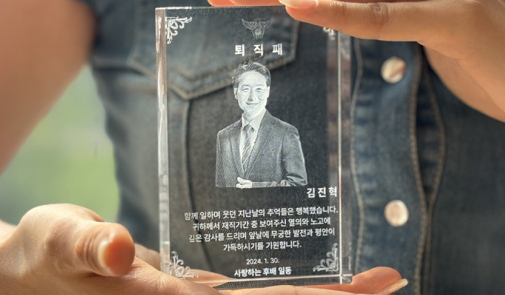 퇴 직 패
김진혁
함께 일하며 웃던 지난날의 추억들은 행복했습니다.
귀하께서 재직기간 중 보여주신 열의와 노고에
깊은 감사를 드리며 앞날에 무궁한 발전과 평안이
가득하시기를 기원합니다.
2024. 1. 30.
사랑하는 후배 일동